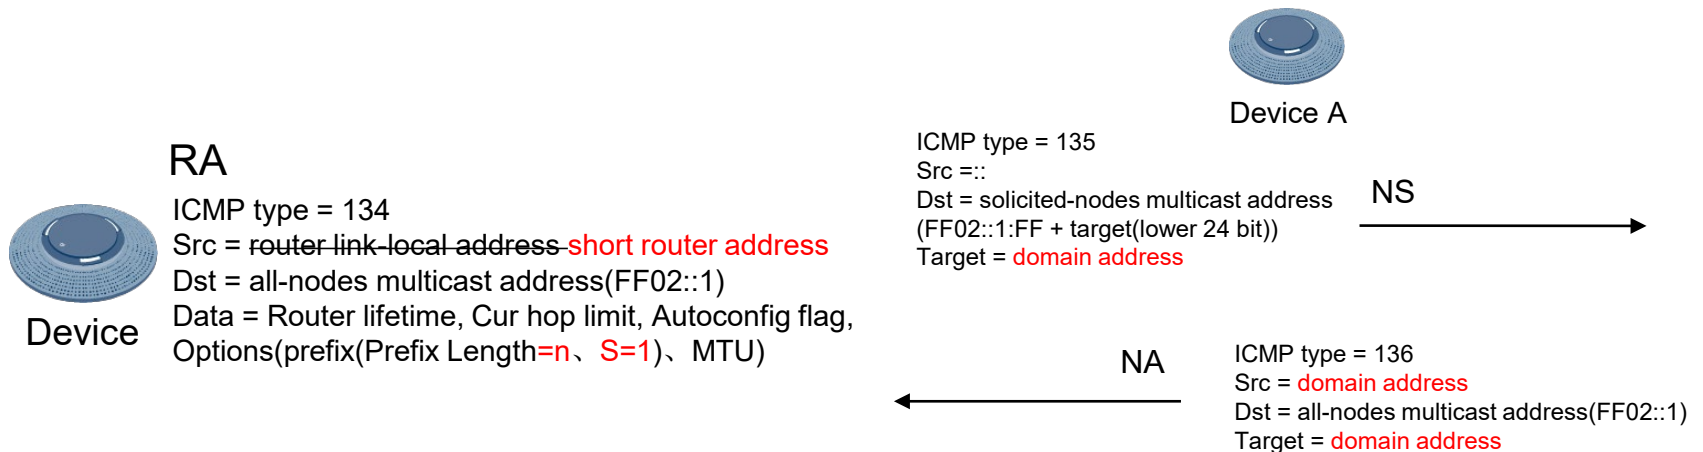 RA
ICMP type = 134
Src = router link-local address short router address
Dst = all-nodes multicast address(FF02::1)
Data = Router lifetime, Cur hop limit, Autoconfig flag,
Options(prefix(Prefix Length=n、S=1)、MTU)
Device
Device A
ICMP type = 135
Src =::
Dst = solicited-nodes multicast address
(FF02::1:FF + target(lower 24 bit))
Target = domain address
NS
NA
ICMP type = 136
Src = domain address
Dst = all-nodes multicast address(FF02::1)
Target = domain address